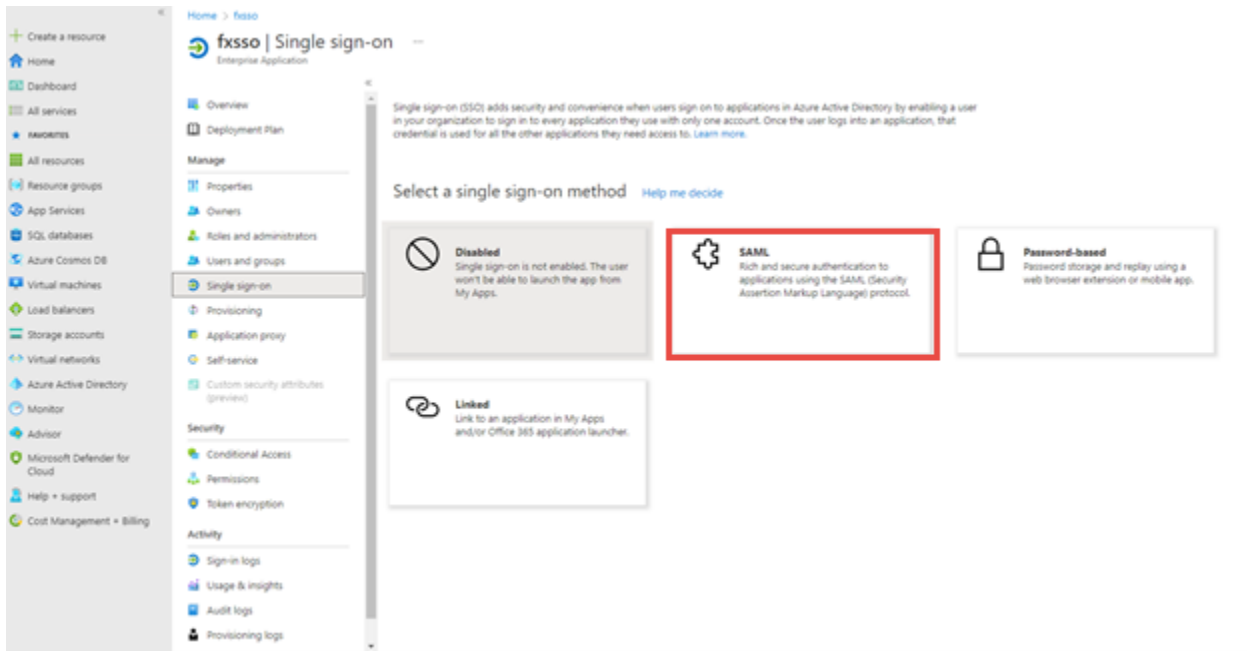 Create a resource
Home
Dashboard
All services
FAVORITES
All resources
Resource groups
App Services
SQL databases
Azure Cosmos DB
Virtual machines
Load balancers
Storage accounts
Virtual networks
Azure Active Directory
Monitor
Advisor
Microsoft Defender for
Cloud
Help + support
Cost Management + Billing
Home > fxsso
fxsso | Single sign-on ...
Enterprise Application
Overview
Deployment Plan
Manage
Properties
Owners
Roles and administrators
Users and groups
Single sign-on
Provisioning
Application proxy
Self-service
Custom security attributes
(preview)
Security
Conditional Access
Permissions
Token encryption
Activity
Sign-in logs
Usage & insights
Audit logs
Provisioning logs
Single sign-on (SSO) adds security and convenience when users sign on to applications in Azure Active Directory by enabling a user
in your organization to sign in to every application they use with only one account. Once the user logs into an application, that
credential is used for all the other applications they need access to. Learn more.
Select a single sign-on method Help me decide
Disabled
Single sign-on is not enabled. The user
won't be able to launch the app from
My Apps.
SAML
Rich and secure authentication to
applications using the SAML (Security
Assertion Markup Language) protocol.
Password-based
Password storage and replay using a
web browser extension or mobile app.
Linked
Link to an application in My Apps
and/or Office 365 application launcher.